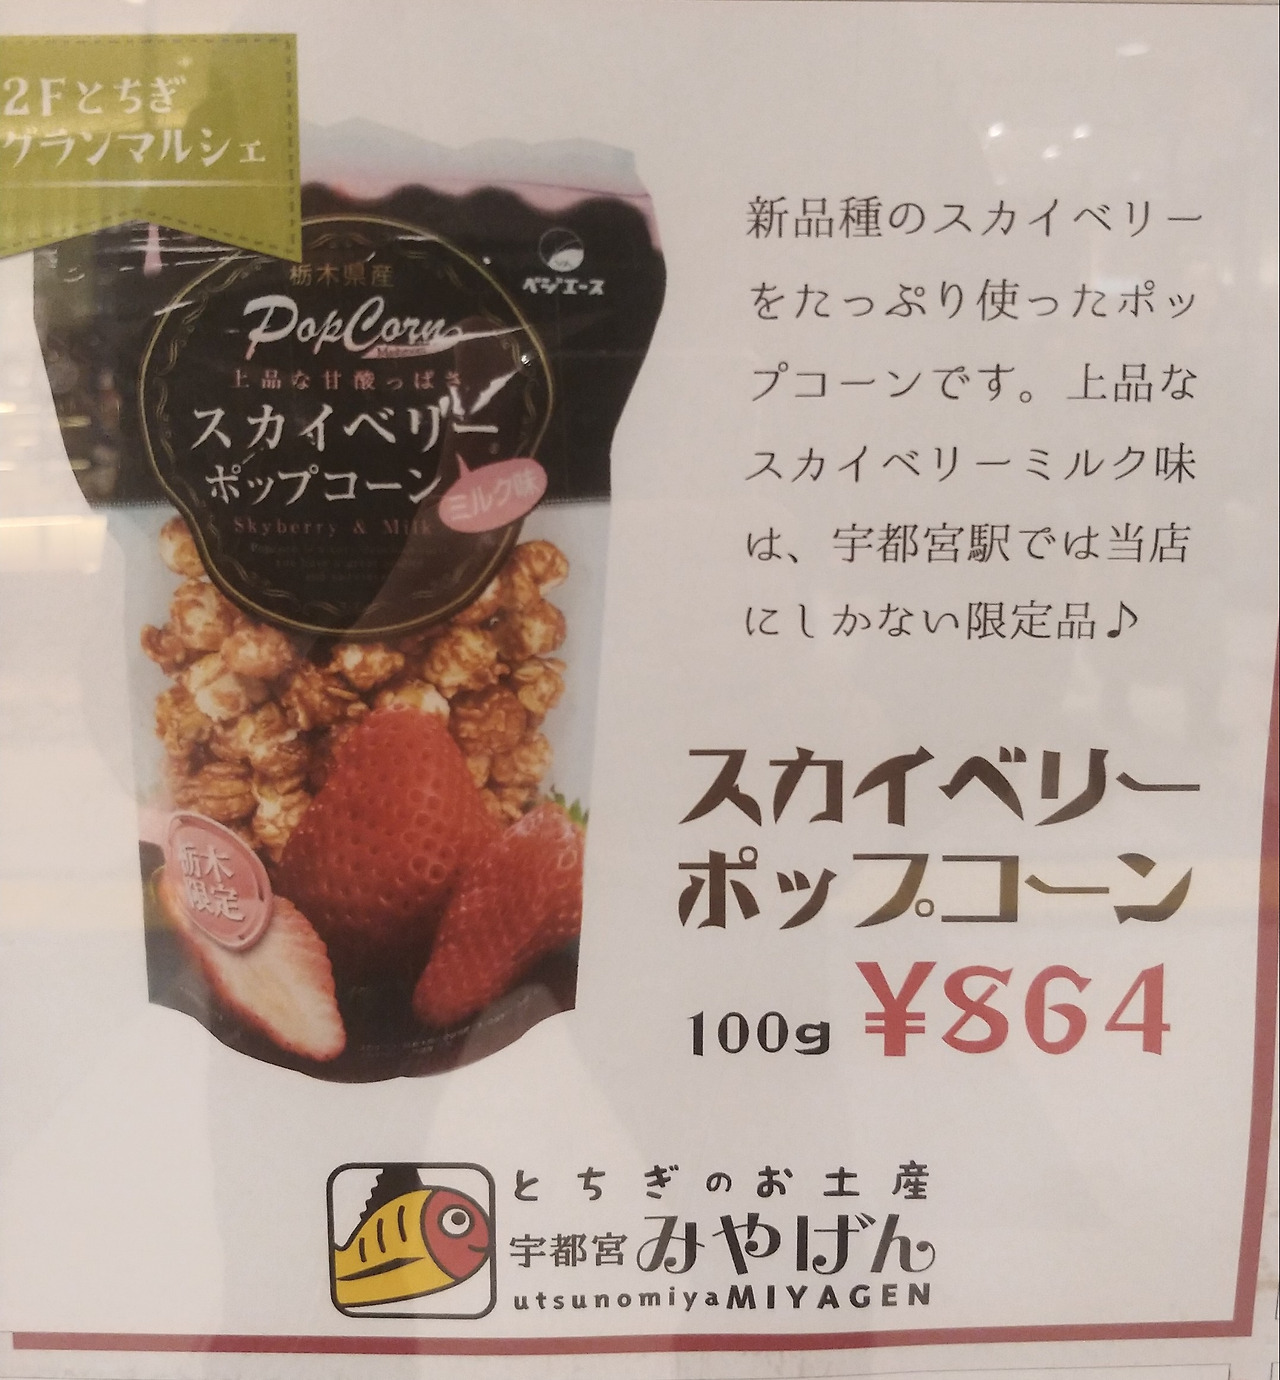 2Fとちぎ
グランマルシェ
栃木県産
PopCorn
上品な甘酸っぱさ
スカイベリー
ポップコーン
ミルク味
Skyberry & Milk
ベジエース
栃木
限定
新品種のスカイベリー
をたっぷり使ったポッ
プコーンです。上品な
スカイベリーミルク味
は、宇都宮駅では当店
にしかない限定品♪
スカイベリー
ポップコーン
100g ¥864
とちぎのお土産
宇都宮みやげん
utsunomiyaMIYAGEN